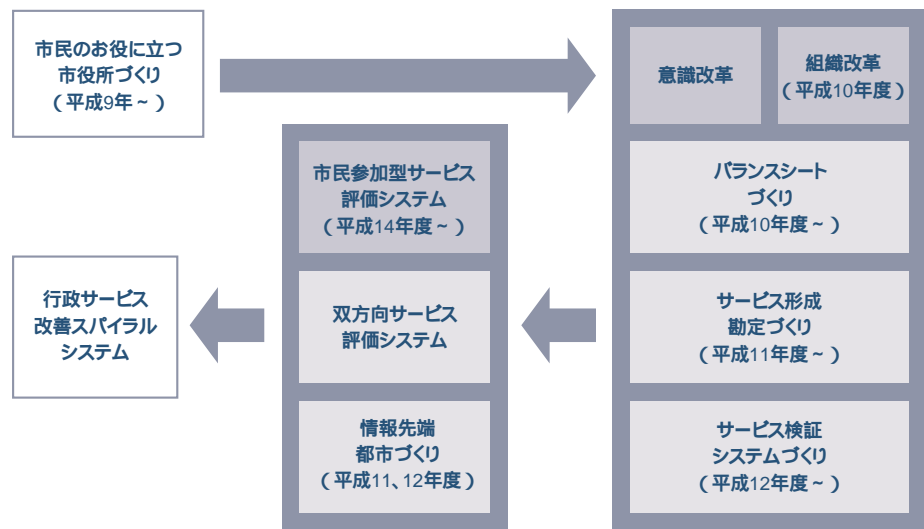 市民のお役に立つ
市役所づくり
(平成9年~)
意識改革
組織改革
(平成10年度)
市民参加型サービス
評価システム
(平成14年度~)
バランスシート
づくり
(平成10年度~)
行政サービス
改善スパイラル
システム
双方向サービス
評価システム
サービス形成
勘定づくり
(平成11年度~)
情報先端
都市づくり
(平成11、12年度)
サービス検証
システムづくり
(平成12年度~)